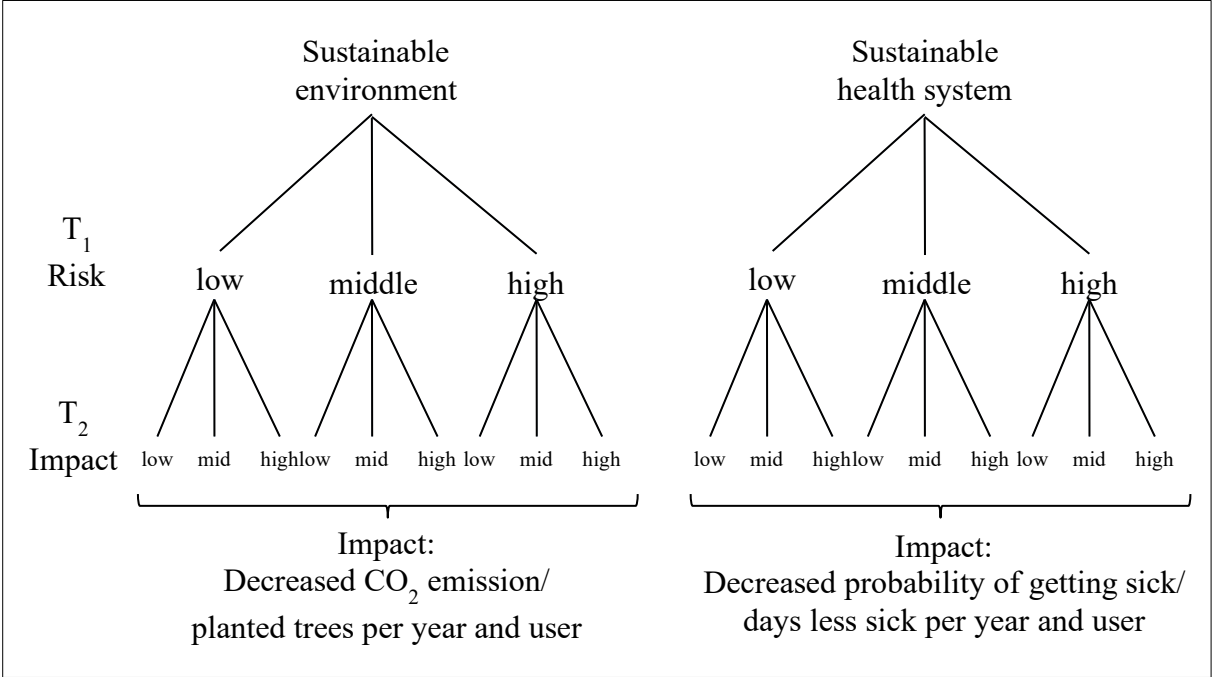 Sustainable
environment
Sustainable
health system
T1
Risk
low middle high low middle high
T2
Impact
low mid high low mid high low mid high low mid high low mid high low mid high
Impact:
Decreased CO2 emission/
planted trees per year and user
Impact:
Decreased probability of getting sick/
days less sick per year and user